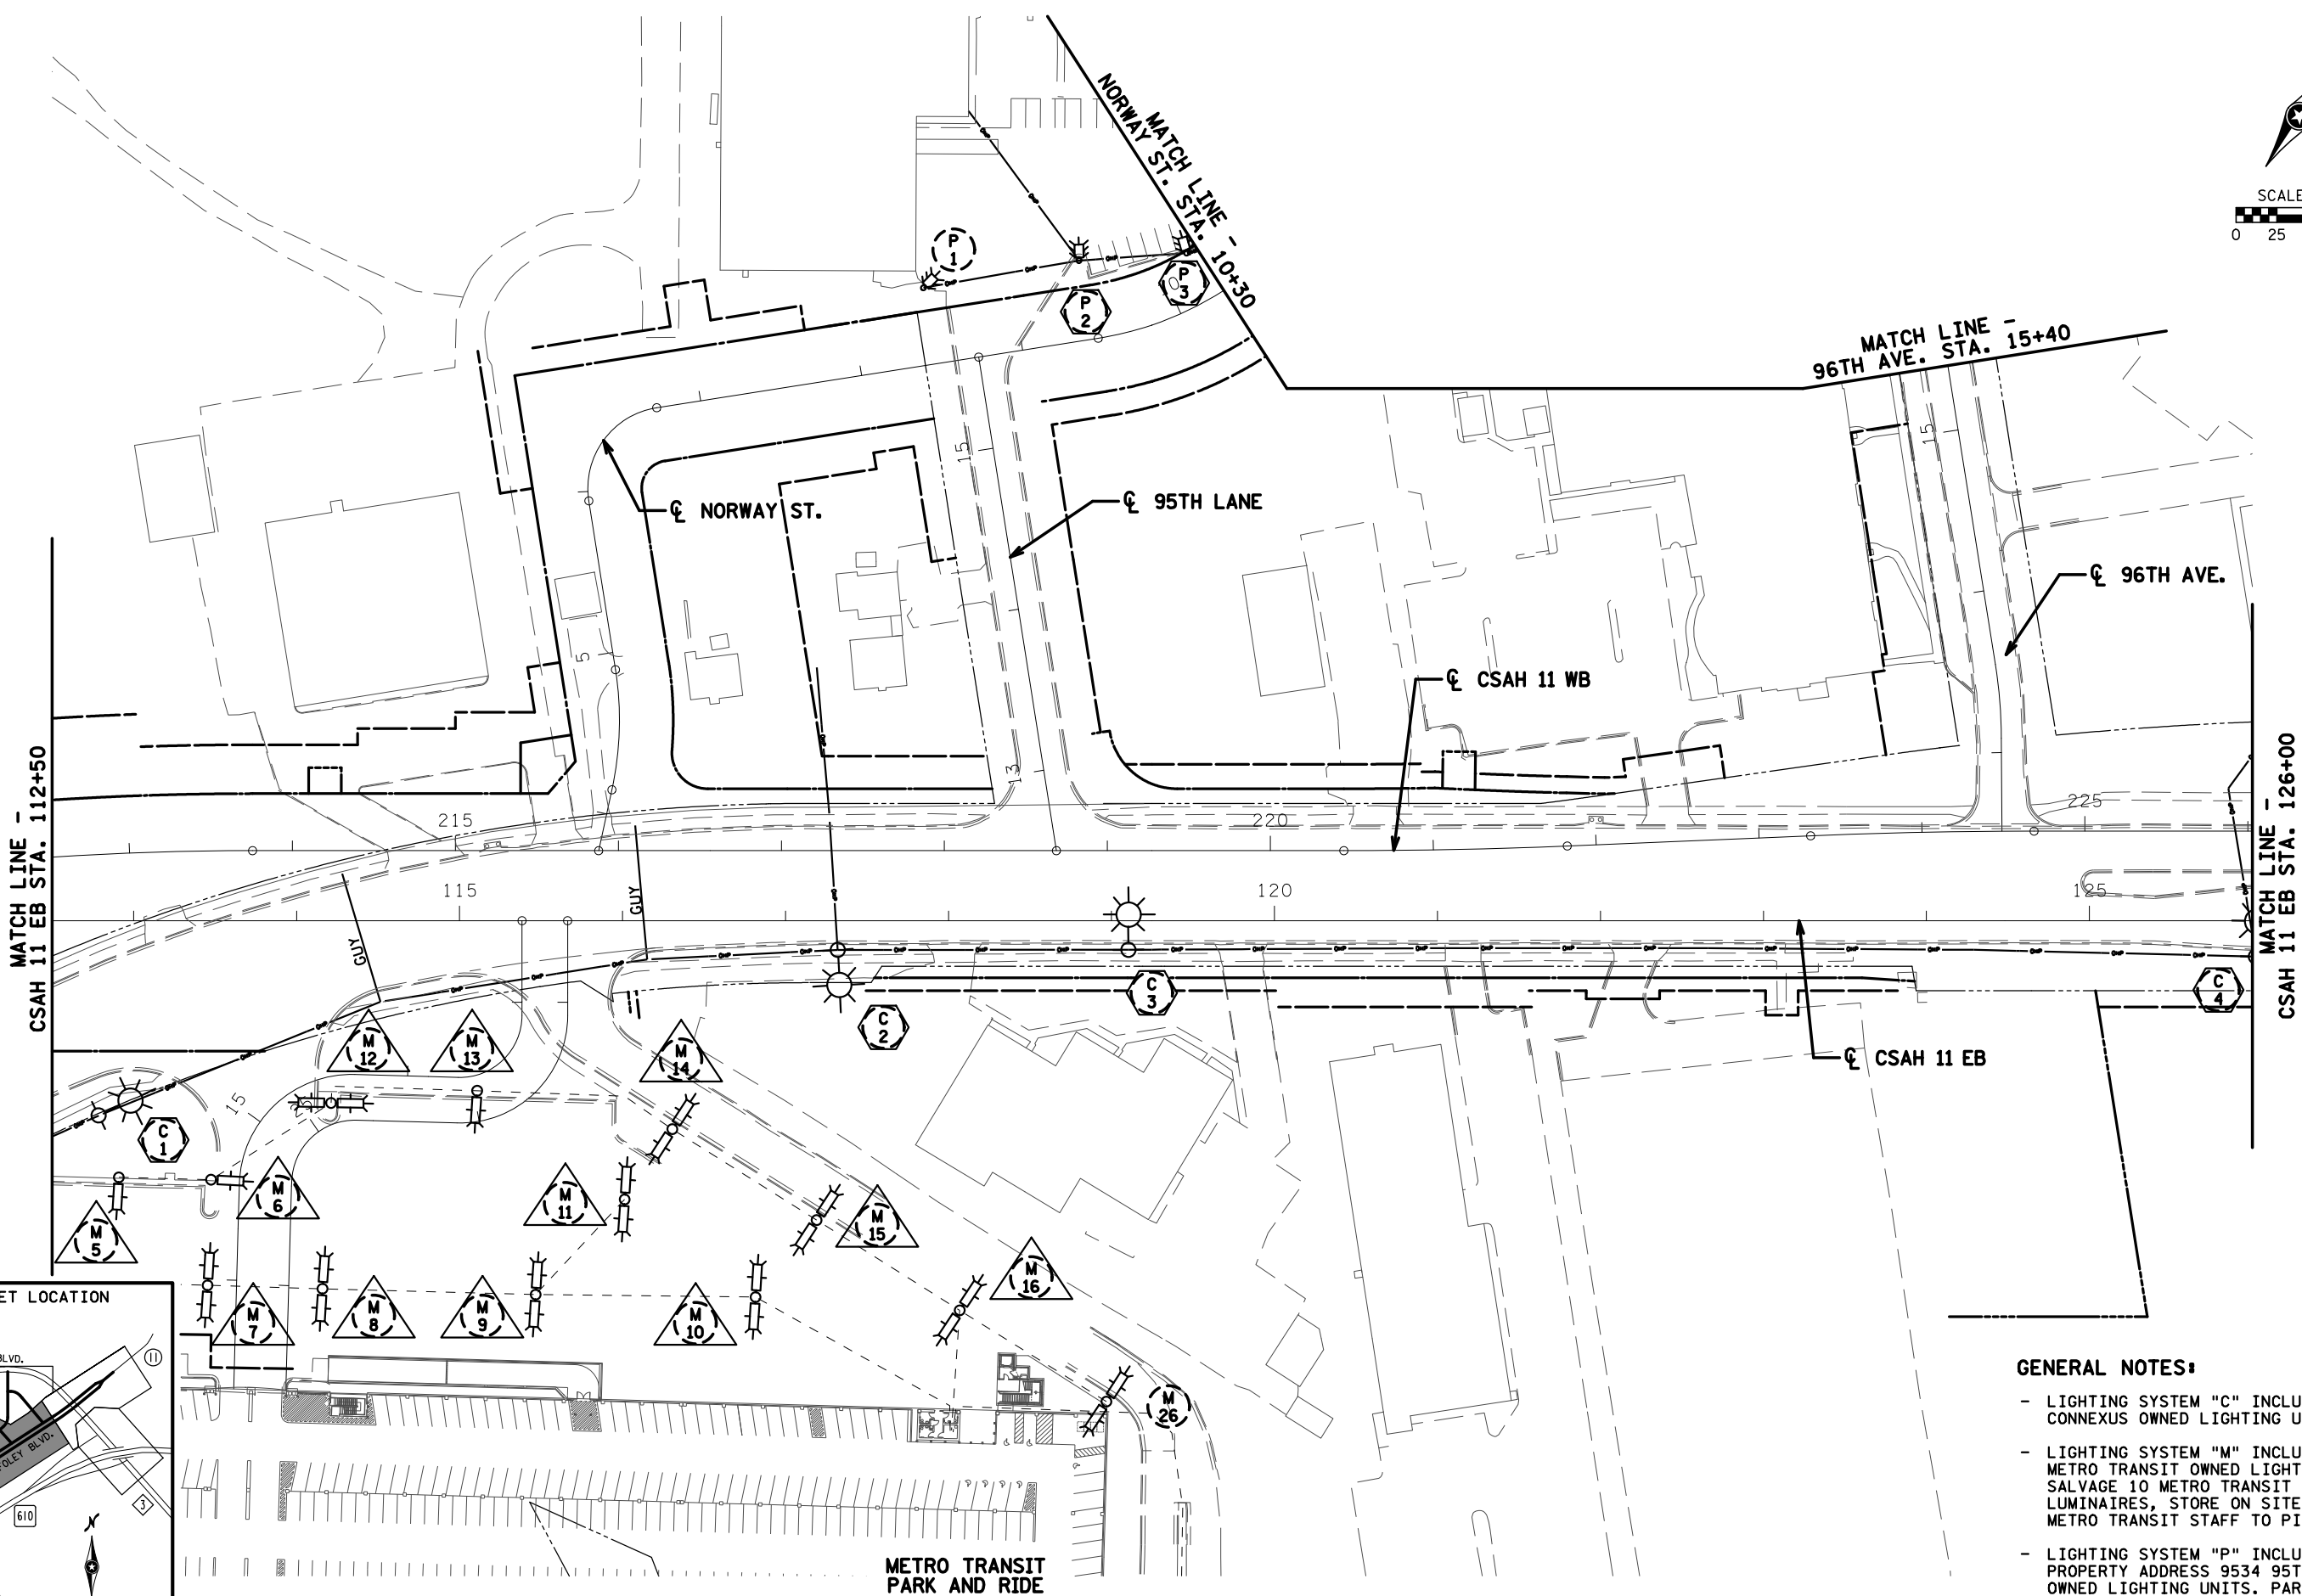 MATCH LINE -
NORWAY ST. STA. 10+30
SCALE
0 25
P
1
P
2
P
3
0
MATCH LINE -
96TH AVE. STA. 15+40
15
15
℄ NORWAY ST.
℄ 95TH LANE
℄ 96TH AVE.
5
℄ CSAH 11 WB
13
MATCH LINE -
CSAH 11 EB STA. 112+50
MATCH LINE -
CSAH 11 EB STA. 126+00
215
220
225
115
120
125
GUY
GUY
C
1
C
2
C
3
C
4
℄ CSAH 11 EB
15
M
12
M
13
M
14
M
5
M
6
M
11
M
15
M
16
M
7
M
8
M
9
M
10
M
26
ET LOCATION
BLVD.
11
FOLEY BLVD.
3
610
N
METRO TRANSIT
PARK AND RIDE
GENERAL NOTES:
- LIGHTING SYSTEM "C" INCLU
CONNEXUS OWNED LIGHTING U
- LIGHTING SYSTEM "M" INCLU
METRO TRANSIT OWNED LIGHT
SALVAGE 10 METRO TRANSIT
LUMINAIRES, STORE ON SITE
METRO TRANSIT STAFF TO PI
- LIGHTING SYSTEM "P" INCLU
PROPERTY ADDRESS 9534 95T
OWNED LIGHTING UNITS. PAR